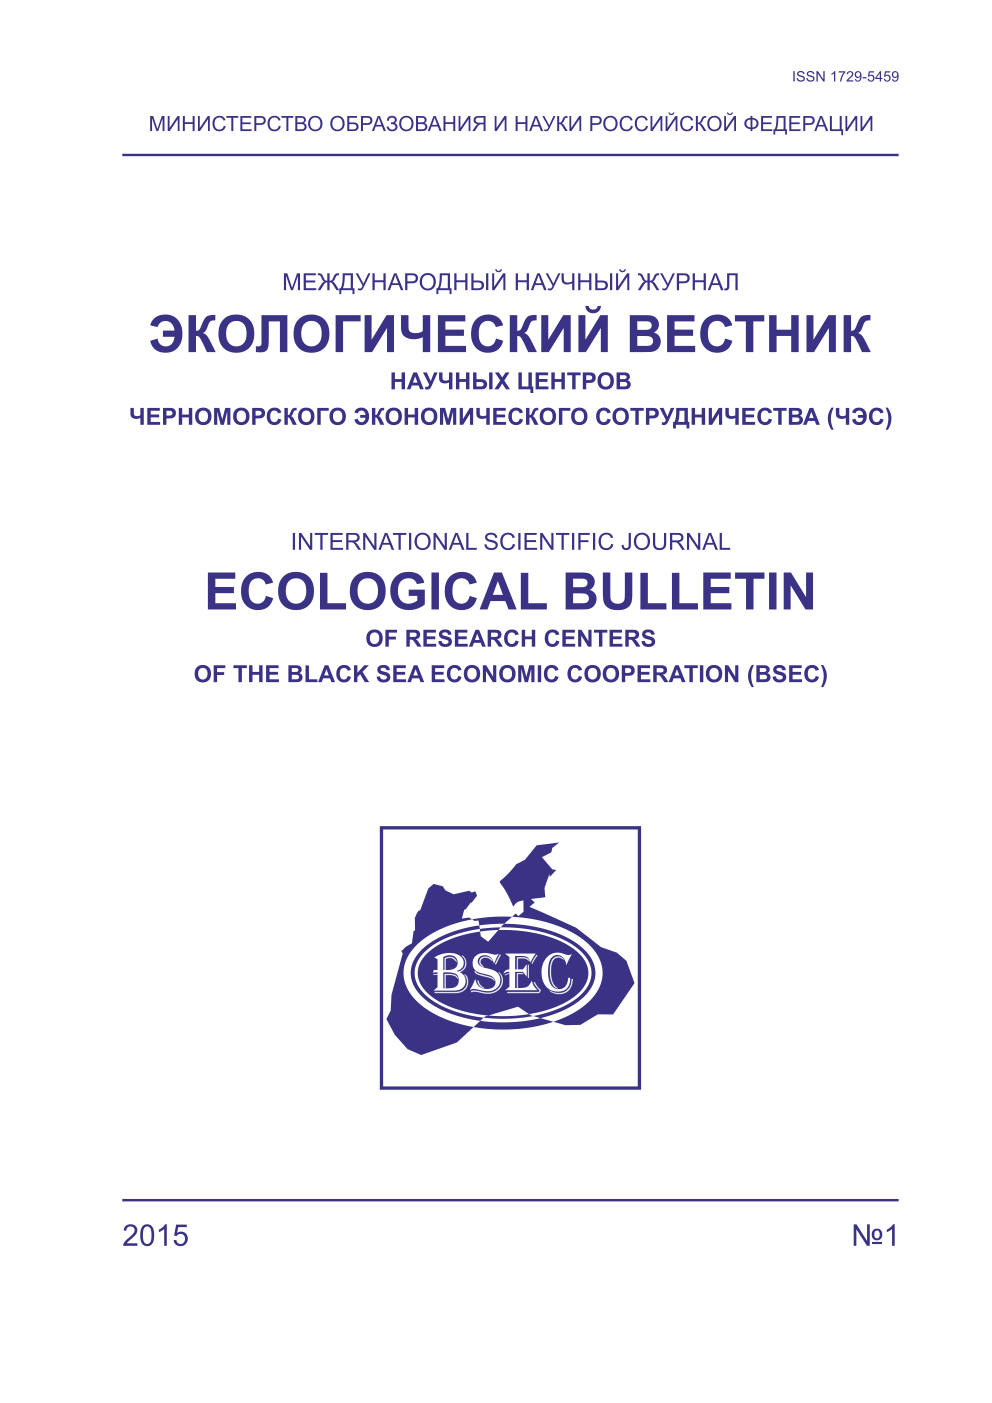 ISSN 1729-5459
МИНИСТЕРСТВО ОБРАЗОВАНИЯ И НАУКИ РОССИЙСКОЙ ФЕДЕРАЦИИ
МЕЖДУНАРОДНЫЙ НАУЧНЫЙ ЖУРНАЛ
ЭКОЛОГИЧЕСКИЙ ВЕСТНИК
НАУЧНЫХ ЦЕНТРОВ
ЧЕРНОМОРСКОГО ЭКОНОМИЧЕСКОГО СОТРУДНИЧЕСТВА (ЧЭС)
INTERNATIONAL SCIENTIFIC JOURNAL
ECOLOGICAL BULLETIN
OF RESEARCH CENTERS
OF THE BLACK SEA ECONOMIC COOPERATION (BSEC)
BSEC
2015 №1